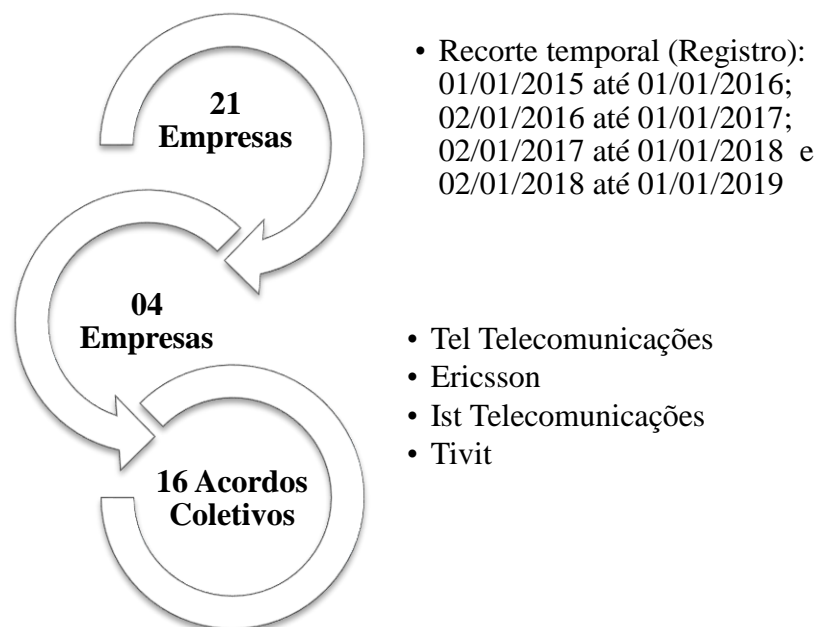 21
Empresas
• Recorte temporal (Registro):
01/01/2015 até 01/01/2016;
02/01/2016 até 01/01/2017;
02/01/2017 até 01/01/2018 e
02/01/2018 até 01/01/2019
04
Empresas
• Tel Telecomunicações
• Ericsson
• Ist Telecomunicações
• Tivit
16 Acordos
Coletivos